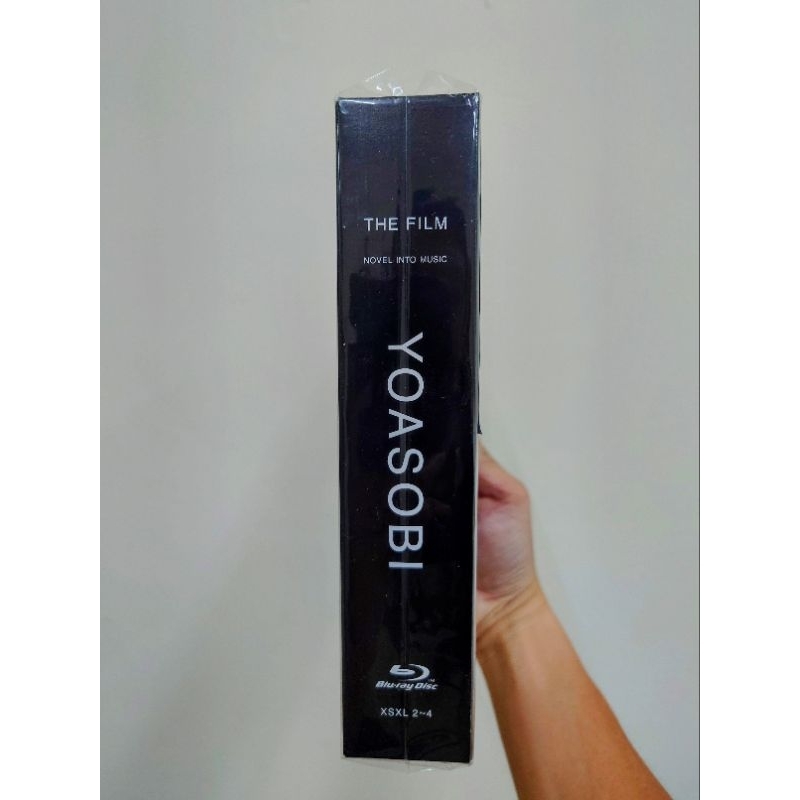 THE FILM
NOVEL INTO MUSIC
YOASOBI
Blu-ray Disc
XSXL 2~4